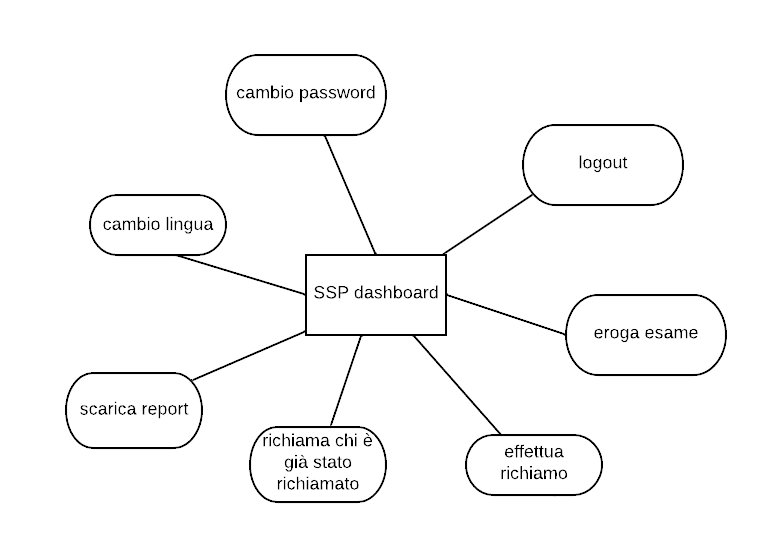 cambio password
logout
cambio lingua
SSP dashboard
eroga esame
scarica report
richiama chi è
già stato
richiamato
effettua
richiamo